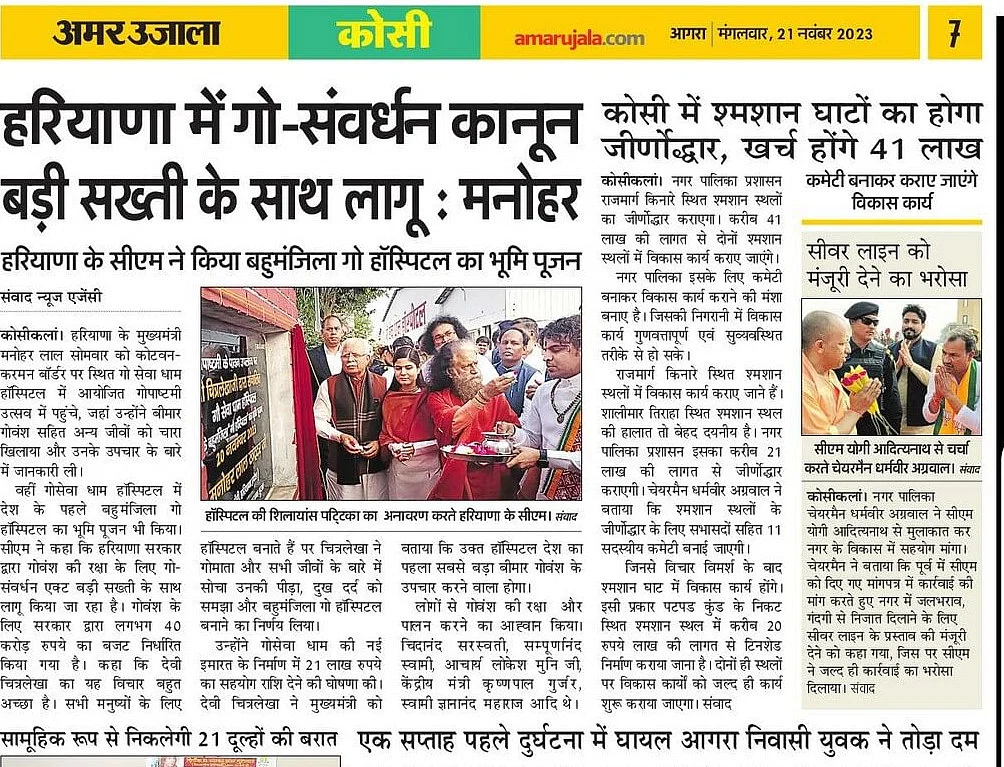 अमर उजाला
कोसी
amarujala.com
आगरा | मंगलवार, 21 नवंबर 2023
7
हरियाणा में गो-संवर्धन कानून
बड़ी सख्ती के साथ लागू : मनोहर
हरियाणा के सीएम ने किया बहुमंजिला गो हॉस्पिटल का भूमि पूजन
संवाद न्यूज एजेंसी
कोसीकलां। हरियाणा के मुख्यमंत्री
मनोहर लाल सोमवार को कोटवन-
करमन बॉर्डर पर स्थित गो सेवा धाम
हॉस्पिटल में आयोजित गोपाष्टमी
उत्सव में पहुंचे, जहां उन्होंने बीमार
गोवंश सहित अन्य जीवों को चारा
खिलाया और उनके उपचार के बारे
में जानकारी ली।
वहीं गोसेवा धाम हॉस्पिटल में
देश के पहले बहुमंजिला गो
हॉस्पिटल का भूमि पूजन भी किया।
सीएम ने कहा कि हरियाणा सरकार
द्वारा गोवंश की रक्षा के लिए गो-
संवर्धन एक्ट बड़ी सख्ती के साथ
लागू किया जा रहा है। गोवंश के
लिए सरकार द्वारा लगभग 40
करोड़ रुपये का बजट निर्धारित
किया गया है। कहा कि देवी
चित्रलेखा का यह विचार बहुत
अच्छा है। सभी मनुष्यों के लिए
20 नवम्बर 2023
मनोहर लाल खट्टर
हॉस्पिटल की शिलायांस पट्टिका का अनावरण करते हरियाणा के सीएम। संवाद
हॉस्पिटल बनाते हैं पर चित्रलेखा ने
गोमाता और सभी जीवों के बारे में
सोचा उनकी पीड़ा, दुख दर्द को
समझा और बहुमंजिला गो हॉस्पिटल
बनाने का निर्णय लिया।
उन्होंने गोसेवा धाम की नई
इमारत के निर्माण में 21 लाख रुपये
का सहयोग राशि देने की घोषणा की।
देवी चित्रलेखा ने मुख्यमंत्री को
बताया कि उक्त हॉस्पिटल देश का
पहला सबसे बड़ा बीमार गोवंश के
उपचार करने वाला होगा।
लोगों से गोवंश की रक्षा और
पालन करने का आह्वान किया।
चिदानंद सरस्वती, सम्पूर्णानंद
स्वामी, आचार्य लोकेश मुनि जी,
केंद्रीय मंत्री कृष्णपाल गुर्जर,
स्वामी ज्ञानानंद महाराज आदि थे।
कोसी में श्मशान घाटों का होगा
जीर्णोद्धार, खर्च होंगे 41 लाख
कोसीकलां। नगर पालिका प्रशासन
राजमार्ग किनारे स्थित श्मशान स्थलों
का जीर्णोद्धार कराएगा। करीब 41
लाख की लागत से दोनों श्मशान
स्थलों में विकास कार्य कराए जाएंगे।
नगर पालिका इसके लिए कमेटी
बनाकर विकास कार्य कराने की मंशा
बनाए है। जिसकी निगरानी में विकास
कार्य गुणवत्तापूर्ण एवं सुव्यवस्थित
तरीके से हो सके।
राजमार्ग किनारे स्थित श्मशान
स्थलों में विकास कार्य कराए जाने हैं।
शालीमार तिराहा स्थित श्मशान स्थल
की हालात तो बेहद दयनीय है। नगर
पालिका प्रशासन इसका करीब 21
लाख की लागत से जीर्णोद्धार
कराएगी। चेयरमैन धर्मवीर अग्रवाल ने
बताया कि श्मशान स्थलों के
जीर्णोद्धार के लिए सभासदों सहित 11
सदस्यीय कमेटी बनाई जाएगी।
जिनसे विचार विमर्श के बाद
श्मशान घाट में विकास कार्य होंगे।
इसी प्रकार पटपड कुंड के निकट
स्थित श्मशान स्थल में करीब 20
रुपये लाख की लागत से टिनशेड
निर्माण कराया जाना है। दोनों ही स्थलों
पर विकास कार्यों को जल्द ही कार्य
शुरू कराया जाएगा। संवाद
कमेटी बनाकर कराए जाएंगे
विकास कार्य
सीवर लाइन को
मंजूरी देने का भरोसा
सीएम योगी आदित्यनाथ से चर्चा
करते चेयरमैन धर्मवीर अग्रवाल। संवाद
कोसीकलां। नगर पालिका
चेयरमैन धर्मवीर अग्रवाल ने सीएम
योगी आदित्यनाथ से मुलाकात कर
नगर के विकास में सहयोग मांगा।
चेयरमैन ने बताया कि पूर्व में सीएम
को दिए गए मांगपत्र में कार्रवाई की
मांग करते हुए नगर में जलभराव,
गंदगी से निजात दिलाने के लिए
सीवर लाइन के प्रस्ताव की मंजूरी
देने को कहा गया, जिस पर सीएम
ने जल्द ही कार्रवाई का भरोसा
दिलाया। संवाद
सामूहिक रूप से निकलेगी 21 दूल्हों की बरात
एक सप्ताह पहले दुर्घटना में घायल आगरा निवासी युवक ने तोड़ा दम